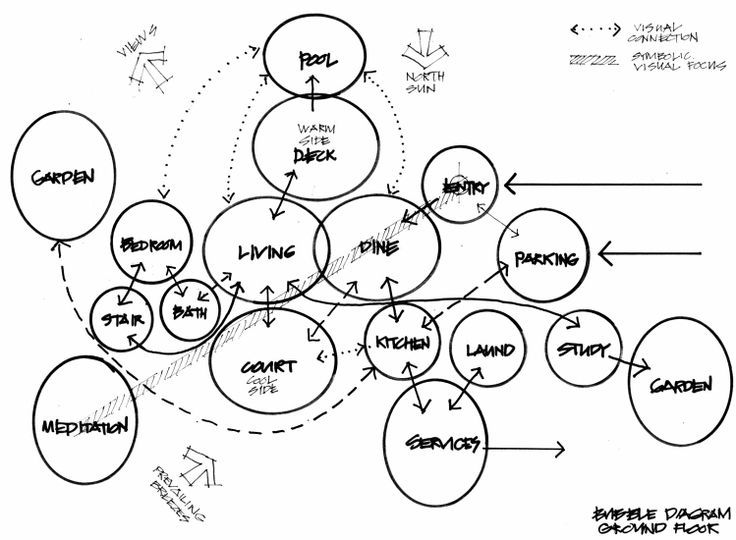 VIEWS
POOL
NORTH
SUN
VISUAL
CONNECTION
SYMBOLIC
VISUAL FOCUS
WARM
SIDE
DECK
GARDEN
ENTRY
BEDROOM
LIVING
DINE
PARKING
STAIR
BATH
COURT
COOL
SIDE
KITCHEN
LAUND
STUDY
GARDEN
MEDITATION
SERVICES
PREVAILING
BREEZES
BUBBLE DIAGRAM
GROUND FLOOR